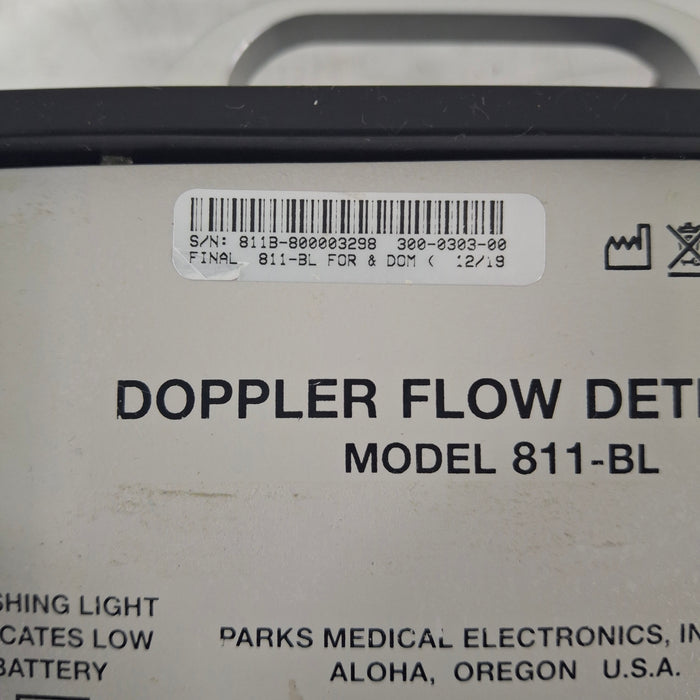 S/N: 811B-800003298 300-0303-00
FINAL 811-BL FOR & DOM ( 12/19
DOPPLER FLOW DET
MODEL 811-BL
SHING LIGHT
CATES LOW
BATTERY
PARKS MEDICAL ELECTRONICS, IN
ALOHA, OREGON U.S.A.